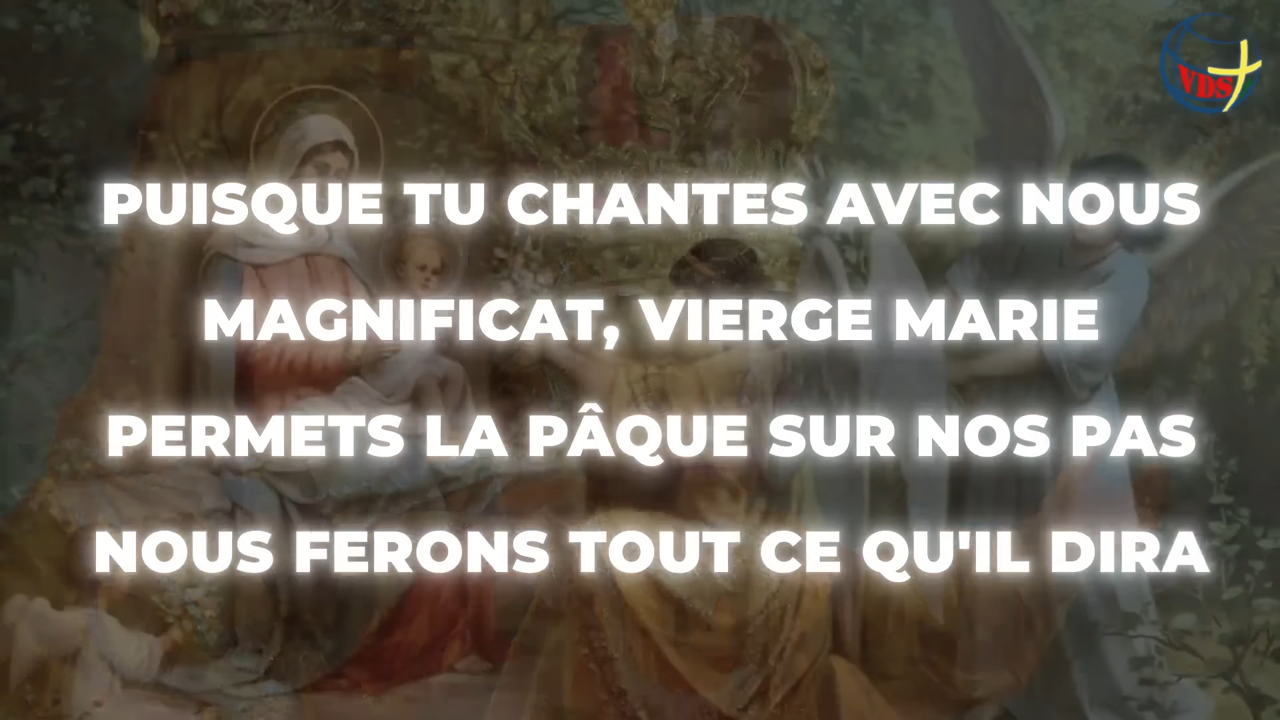 VDS
PUISQUE TU CHANTES AVEC NOUS
MAGNIFICAT, VIERGE MARIE
PERMETS LA PÂQUE SUR NOS PAS
NOUS FERONS TOUT CE QU'IL DIRA